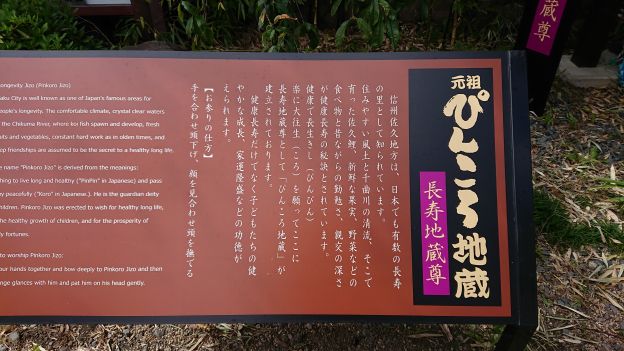 蔵尊
元祖
ぴんころ地蔵
長寿地蔵尊
信州佐久地方は、日本でも有数の長寿
の里として知られています。
住みやすい風土と千曲川の清流、そこで
育った佐久鯉、新鮮な果実、野菜などの
食べ物と昔ながらの勤勉さ、親交の深さ
が健康長寿の秘訣とされています。
健康で長生きし(ぴんぴん)
楽に大往生(ころ)を願ってここに
長寿地蔵尊として「ぴんころ地蔵」が
建立されております。
健康長寿だけでなく子どもたちの健
やかな成長、家運隆盛などの功徳が
えられます。
【お参りの仕方】
手を合わせ頭下げ、顔を見合わせ頭を撫でる
ongevity Jizo (Pinkoro Jizo)
aku City is well known as one of Japan's famous areas for
eople's longevity. The comfortable climate, crystal clear waters
the Chikuma River, where koi fish spawn and develop, fresh
uits and vegetables, constant hard work as in olden times, and
ep friendships are assumed to be the secret to a healthy long life.
e name "Pinkoro Jizo" is derived from the meanings:
hing to live long and healthy ("PinPin" in Japanese) and pass
y peacefully ("Koro" in Japanese.). He is the guardian deity
hildren. Pinkoro Jizo was erected to wish for healthy long life,
he healthy growth of children, and for the prosperity of
ly fortunes.
to worship Pinkoro Jizo:
our hands together and bow deeply to Pinkoro Jizo and then
ange glances with him and pat him on his head gently.